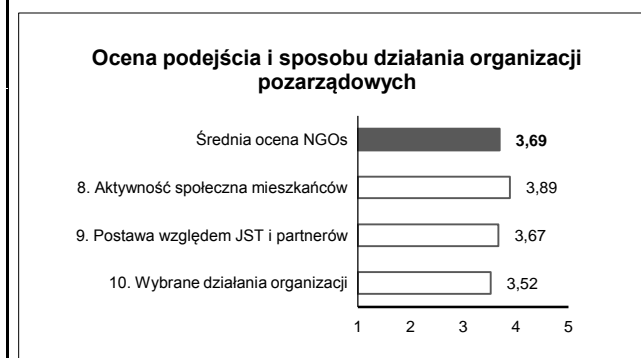 Ocena podejścia i sposobu działania organizacji
pozarządowych
Średnia ocena NGOs 3,69
8. Aktywność społeczna mieszkańców 3,89
9. Postawa względem JST i partnerów 3,67
10. Wybrane działania organizacji 3,52
1 2 3 4 5